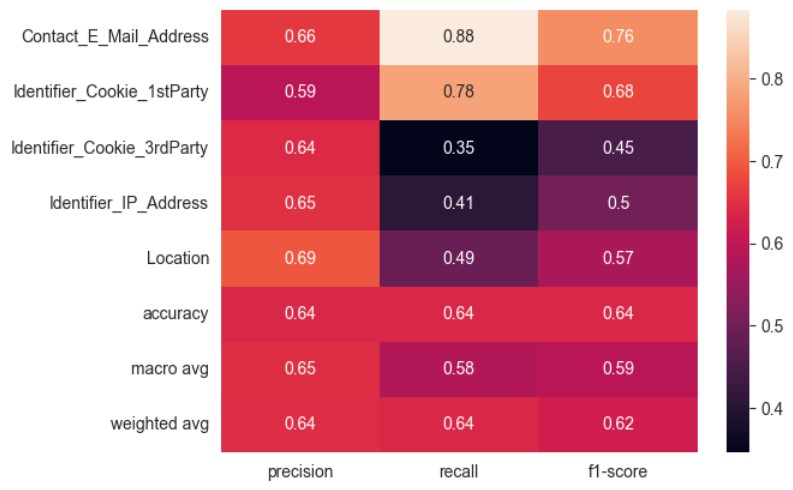 Contact_E_Mail_Address 0.66 0.88 0.76
Identifier_Cookie_1stParty 0.59 0.78 0.68
Identifier_Cookie_3rdParty 0.64 0.35 0.45
Identifier_IP_Address 0.65 0.41 0.5
Location 0.69 0.49 0.57
accuracy 0.64 0.64 0.64
macro avg 0.65 0.58 0.59
weighted avg 0.64 0.64 0.62
precision recall f1-score
0.8
0.7
0.6
0.5
0.4